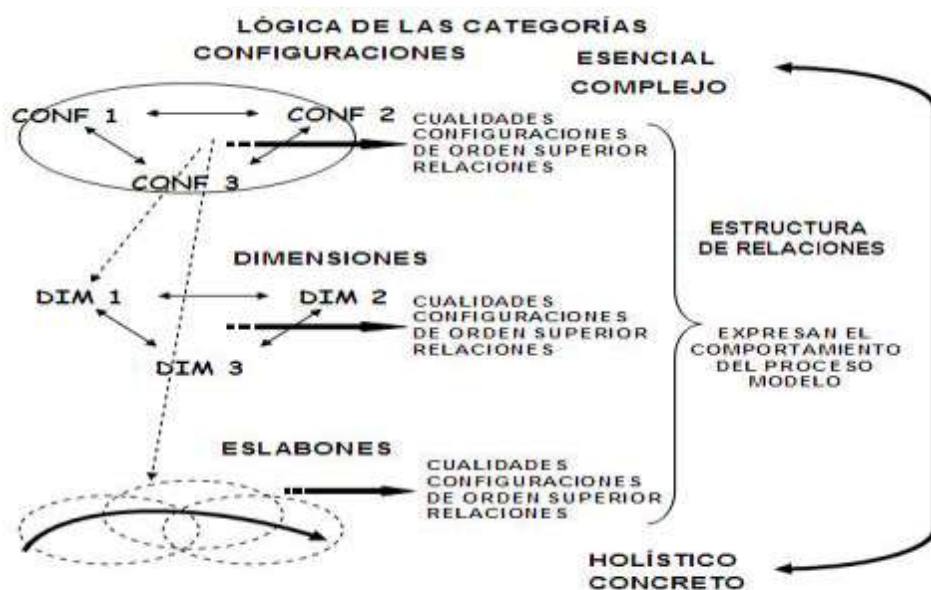 LÓGICA DE LAS CATEGORÍAS
CONFIGURACIONES
ESENCIAL
COMPLEJO
CONF 1
CONF 2
CONF 3
CUALIDADES
CONFIGURACIONES
DE ORDEN SUPERIOR
RELACIONES
ESTRUCTURA
DE RELACIONES
DIMENSIONES
DIM 1
DIM 2
DIM 3
CUALIDADES
CONFIGURACIONES
DE ORDEN SUPERIOR
RELACIONES
EXPRESAN EL
COMPORTAMIENTO
DEL PROCESO
MODELO
ESLABONES
CUALIDADES
CONFIGURACIONES
DE ORDEN SUPERIOR
RELACIONES
HOLÍSTICO
CONCRETO